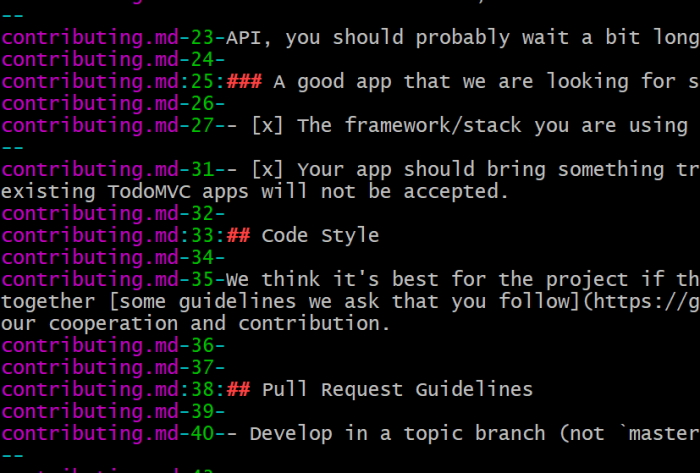 --
contributing.md-23-API, you should probably wait a bit long
contributing.md-24-
contributing.md:25:### A good app that we are looking for s
contributing.md-26-
contributing.md-27-- [x] The framework/stack you are using
--
contributing.md-31-- [x] Your app should bring something tr
existing TodoMVC apps will not be accepted.
contributing.md-32-
contributing.md:33:## Code Style
contributing.md-34-
contributing.md-35-We think it's best for the project if th
together [some guidelines we ask that you follow](https://g
our cooperation and contribution.
contributing.md-36-
contributing.md-37-
contributing.md:38:## Pull Request Guidelines
contributing.md-39-
contributing.md-40-- Develop in a topic branch (not `master
--